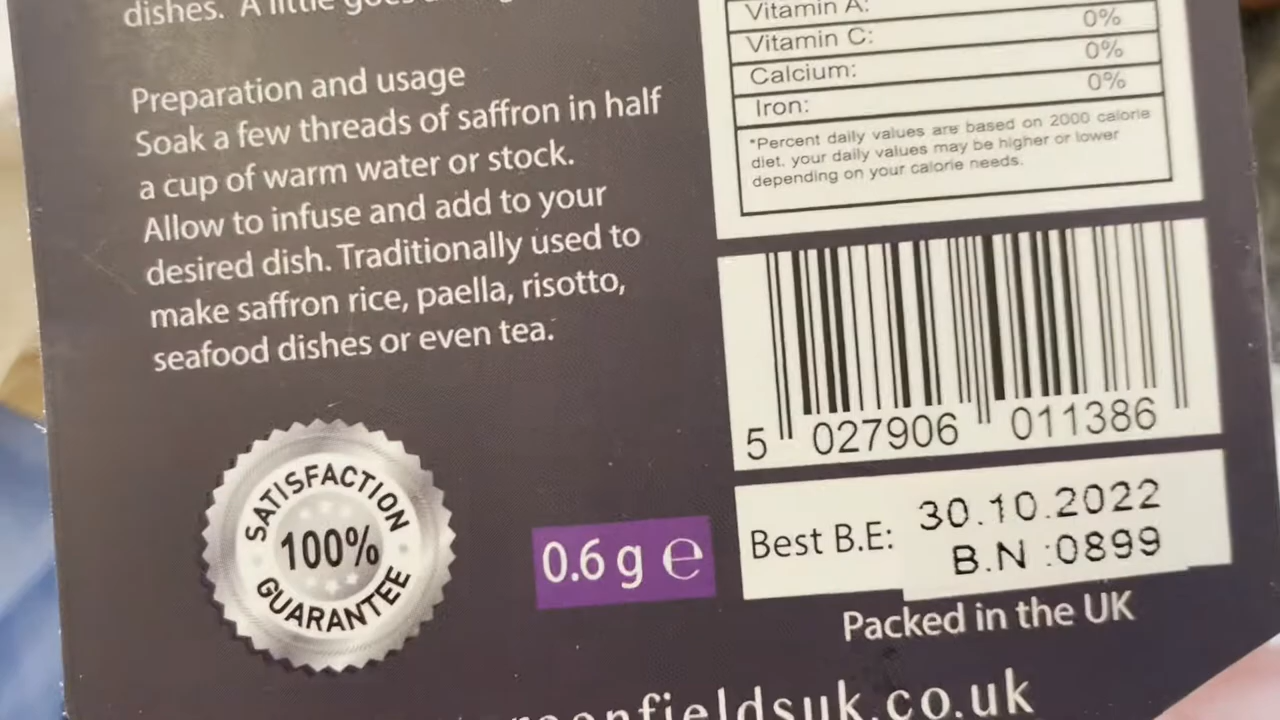 dishes. A little
Preparation and usage
Soak a few threads of saffron in half
a cup of warm water or stock.
Allow to infuse and add to your
desired dish. Traditionally used to
make saffron rice, paella, risotto,
seafood dishes or even tea.
SATISFACTION
100%
GUARANTEE
0.6 g e
Vitamin A:
0%
Vitamin C:
0%
Calcium:
0%
Iron:
*Percent daily values are based on 2000 calorie
diet. your daily values may be higher or lower
depending on your calorie needs.
5 027906 011386
Best B.E: 30.10.2022
B.N :0899
Packed in the UK
eenfieldsuk.co.uk